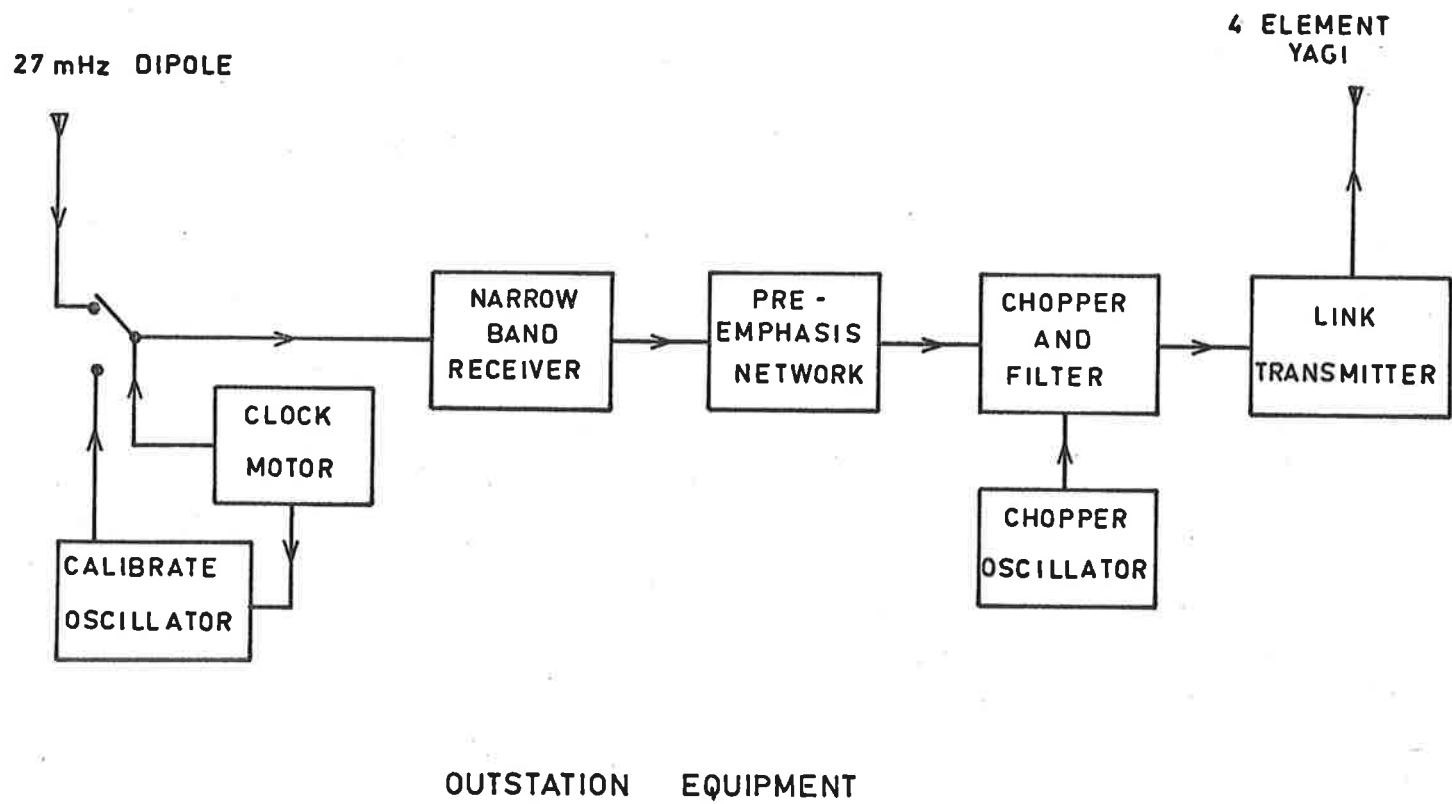 4 ELEMENT
YAGI
27 mHz DIPOLE
NARROW
BAND
RECEIVER
PRE-
EMPHASIS
NETWORK
CHOPPER
AND
FILTER
LINK
TRANSMITTER
CLOCK
MOTOR
CHOPPER
OSCILLATOR
CALIBRATE
OSCILLATOR
OUTSTATION EQUIPMENT